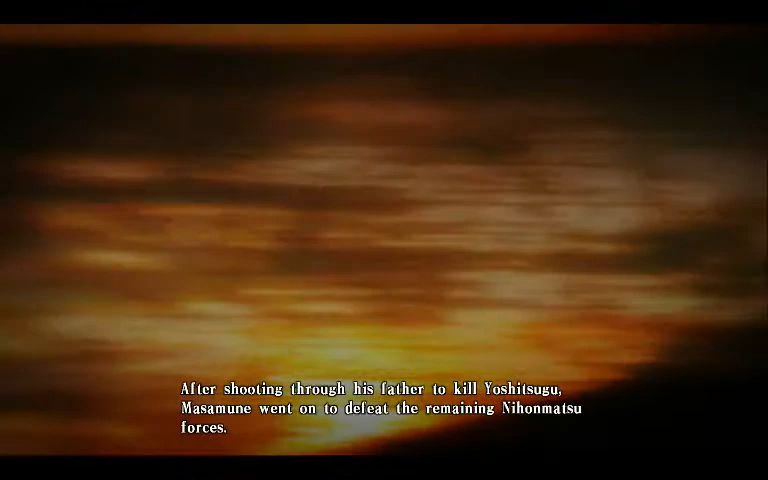 After shooting through his father to kill Yoshitsugu,
Masamune went on to defeat the remaining Nihonmatsu
forces.